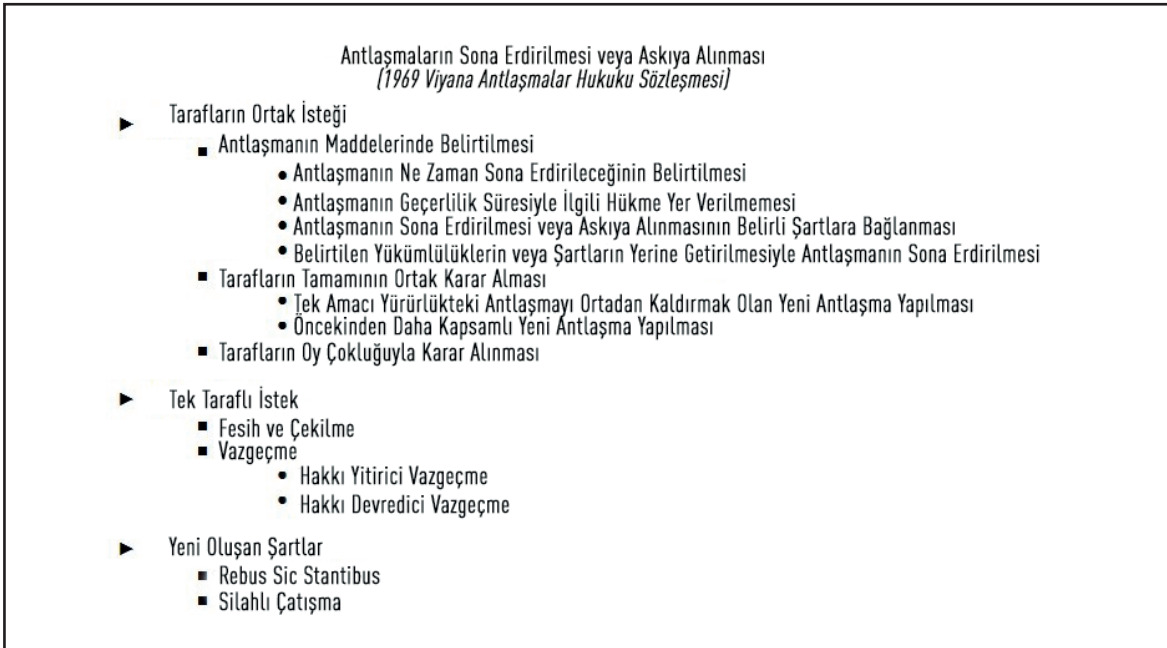 Antlaşmaların Sona Erdirilmesi veya Askıya Alınması
(1969 Viyana Antlaşmalar Hukuku Sözleşmesi)
► Tarafların Ortak İsteği
■ Antlaşmanın Maddelerinde Belirtilmesi
• Antlaşmanın Ne Zaman Sona Erdirileceğinin Belirtilmesi
• Antlaşmanın Geçerlilik Süresiyle İlgili Hükme Yer Verilmemesi
• Antlaşmanın Sona Erdirilmesi veya Askıya Alınmasının Belirli Şartlara Bağlanması
• Belirtilen Yükümlülüklerin veya Şartların Yerine Getirilmesiyle Antlaşmanın Sona Erdirilmesi
■ Tarafların Tamamının Ortak Karar Alması
• Tek Amacı Yürürlükteki Antlaşmayı Ortadan Kaldırmak Olan Yeni Antlaşma Yapılması
• Öncekinden Daha Kapsamlı Yeni Antlaşma Yapılması
■ Tarafların Oy Çokluğuyla Karar Alınması
► Tek Taraflı İstek
■ Fesih ve Çekilme
■ Vazgeçme
• Hakkı Yitirici Vazgeçme
• Hakkı Devredici Vazgeçme
► Yeni Oluşan Şartlar
■ Rebus Sic Stantibus
■ Silahlı Çatışma